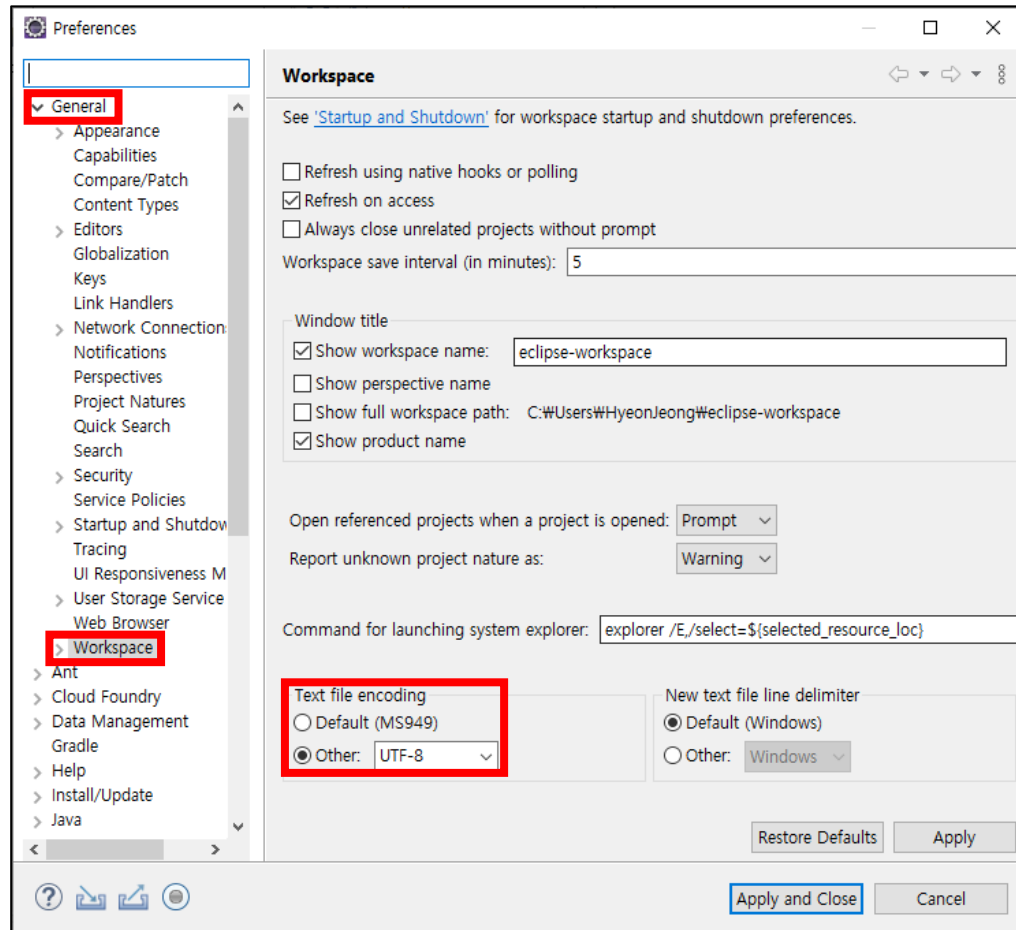 Preferences
General
Appearance
Capabilities
Compare/Patch
Content Types
Editors
Globalization
Keys
Link Handlers
Network Connection
Notifications
Perspectives
Project Natures
Quick Search
Search
Security
Service Policies
Startup and Shutdow
Tracing
UI Responsiveness M
User Storage Service
Web Browser
Workspace
Ant
Cloud Foundry
Data Management
Gradle
Help
Install/Update
Java
Workspace
See 'Startup and Shutdown' for workspace startup and shutdown preferences.
Refresh using native hooks or polling
Refresh on access
Always close unrelated projects without prompt
Workspace save interval (in minutes): 5
Window title
Show workspace name: eclipse-workspace
Show perspective name
Show full workspace path: C:₩Users₩HyeonJeong₩eclipse-workspace
Show product name
Open referenced projects when a project is opened: Prompt
Report unknown project nature as: Warning
Command for launching system explorer: explorer /E,/select=${selected_resource_loc}
Text file encoding
Default (MS949)
Other: UTF-8
New text file line delimiter
Default (Windows)
Other: Windows
Restore Defaults Apply
Apply and Close Cancel